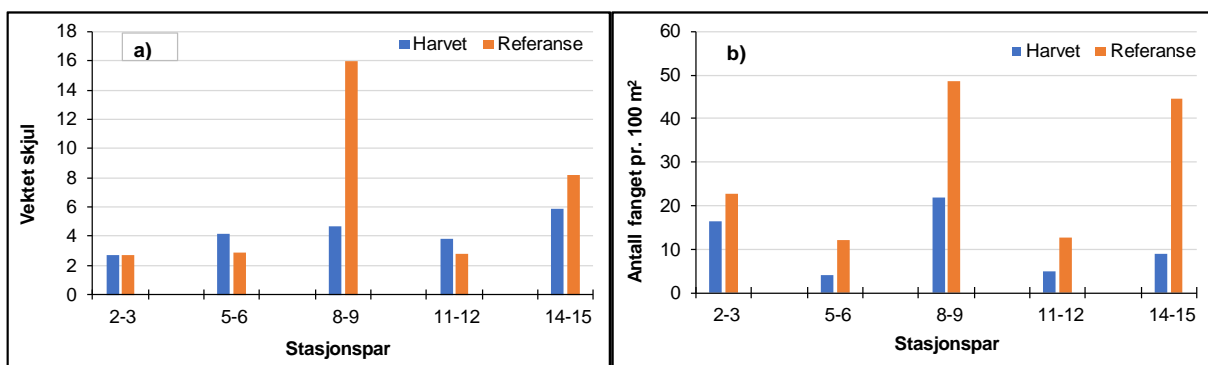 a)
Harvet Referanse
Vektet skjul
18
16
14
12
10
8
6
4
2
0
2-3 5-6 8-9 11-12 14-15
Stasjonspar
b)
Harvet Referanse
Antall fanget pr. 100 m²
60
50
40
30
20
10
0
2-3 5-6 8-9 11-12 14-15
Stasjonspar